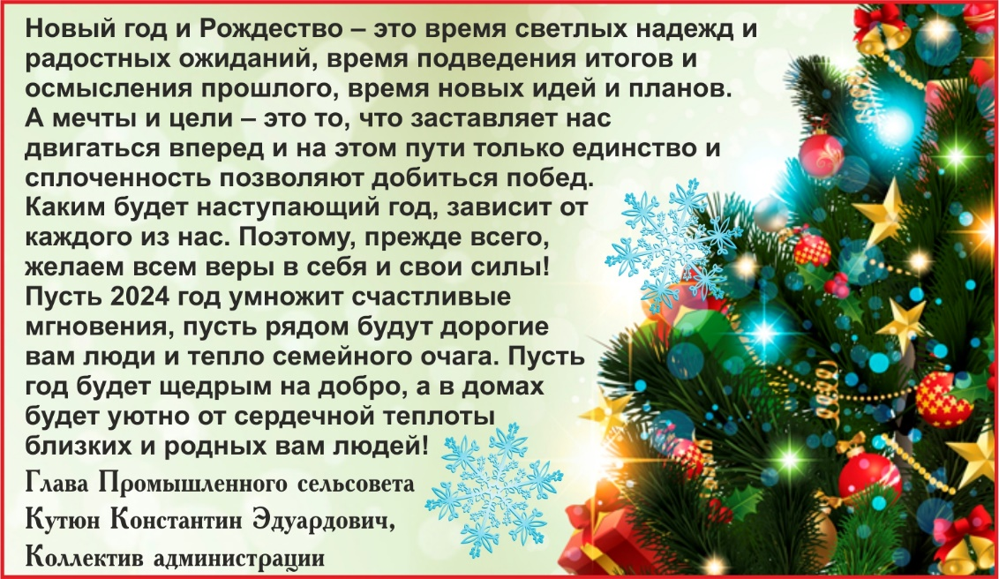 Новый год и Рождество – это время светлых надежд и
радостных ожиданий, время подведения итогов и
осмысления прошлого, время новых идей и планов.
А мечты и цели – это то, что заставляет нас
двигаться вперед и на этом пути только единство и
сплоченность позволяют добиться побед.
Каким будет наступающий год, зависит от
каждого из нас. Поэтому, прежде всего,
желаем всем веры в себя и свои силы!
Пусть 2024 год умножит счастливые
мгновения, пусть рядом будут дорогие
вам люди и тепло семейного очага. Пусть
год будет щедрым на добро, а в домах
будет уютно от сердечной теплоты
близких и родных вам людей!
Глава Промышленного сельсовета
Кутюн Константин Эдуардович,
Коллектив администрации